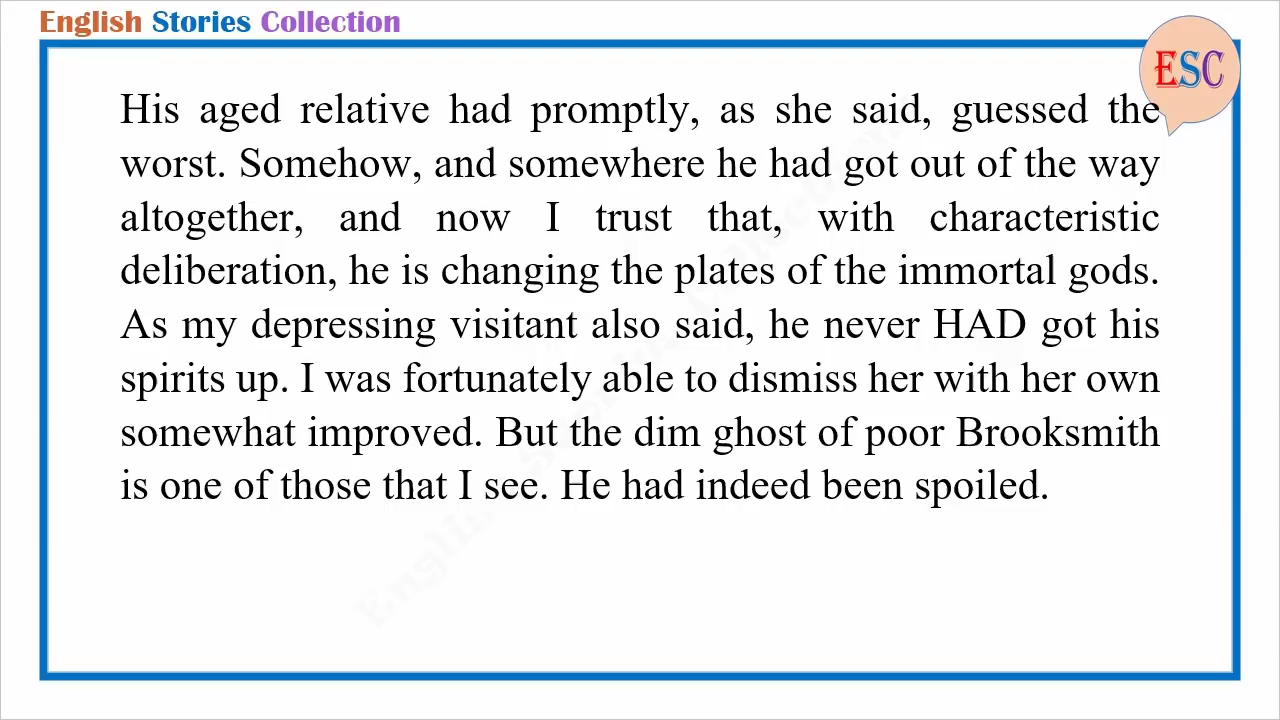 English Stories Collection
ESC
His aged relative had promptly, as she said, guessed the
worst. Somehow, and somewhere he had got out of the way
altogether, and now I trust that, with characteristic
deliberation, he is changing the plates of the immortal gods.
As my depressing visitant also said, he never HAD got his
spirits up. I was fortunately able to dismiss her with her own
somewhat improved. But the dim ghost of poor Brooksmith
is one of those that I see. He had indeed been spoiled.